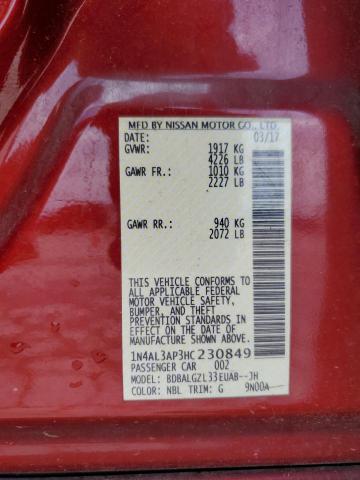 MFD BY NISSAN MOTOR CO., LTD.
DATE: 03/17
GVWR: 1917 KG
4226 LB
GAWR FR.: 1010 KG
2227 LB
GAWR RR.: 940 KG
2072 LB
THIS VEHICLE CONFORMS TO
ALL APPLICABLE FEDERAL
MOTOR VEHICLE SAFETY,
BUMPER, AND THEFT
PREVENTION STANDARDS IN
EFFECT ON THE DATE OF
MANUFACTURE SHOWN ABOVE.
1N4AL3AP3HC230849
PASSENGER CAR 002
MODEL: BDBALGZL33EUAB--JH
COLOR: NBL TRIM: G 9N00A